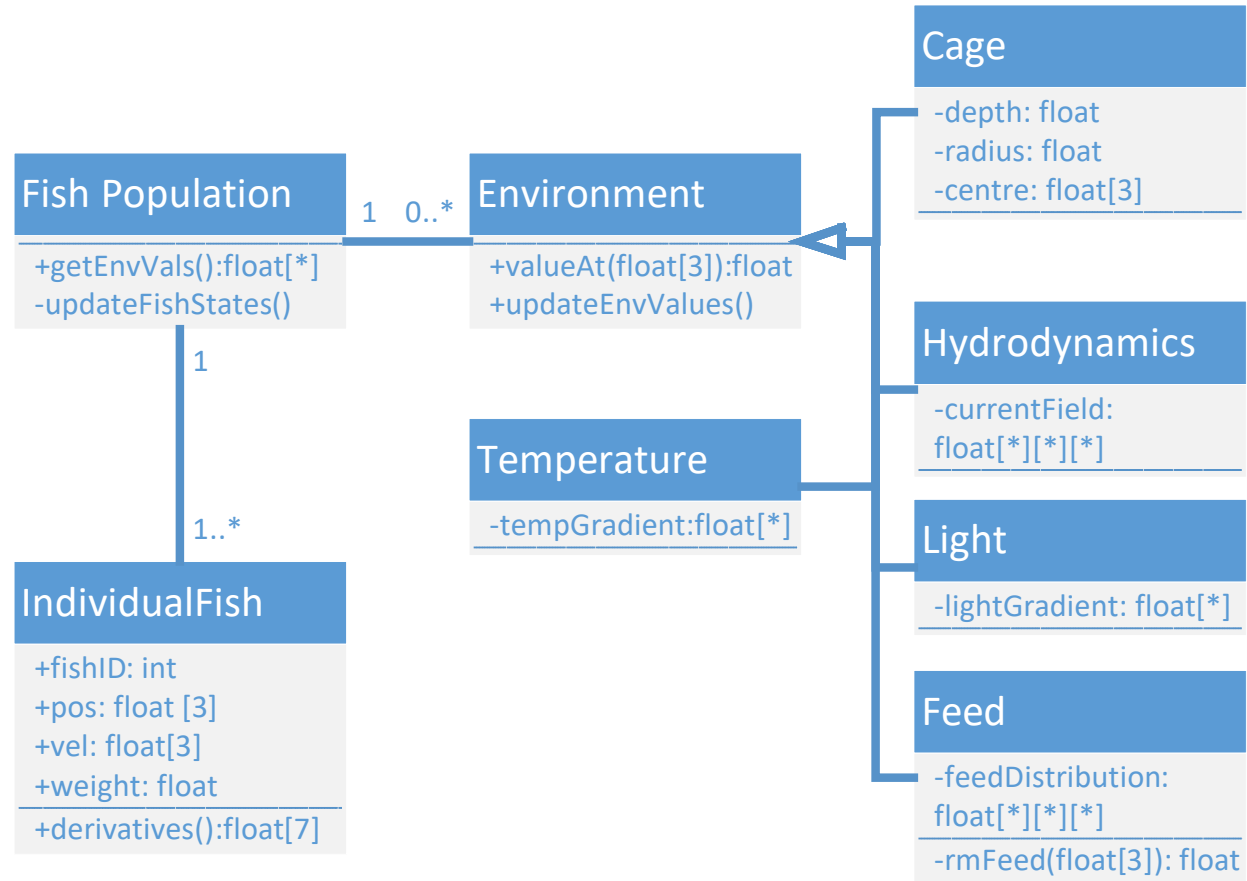 Fish Population
+getEnvVals():float[*]
-updateFishStates()
1
0..*
Environment
+valueAt(float[3]):float
+updateEnvValues()
1
1..*
IndividualFish
+fishID: int
+pos: float [3]
+vel: float[3]
+weight: float
+derivatives():float[7]
Temperature
-tempGradient:float[*]
Cage
-depth: float
-radius: float
-centre: float[3]
Hydrodynamics
-currentField:
float[*][*][*]
Light
-lightGradient: float[*]
Feed
-feedDistribution:
float[*][*][*]
-rmFeed(float[3]): float